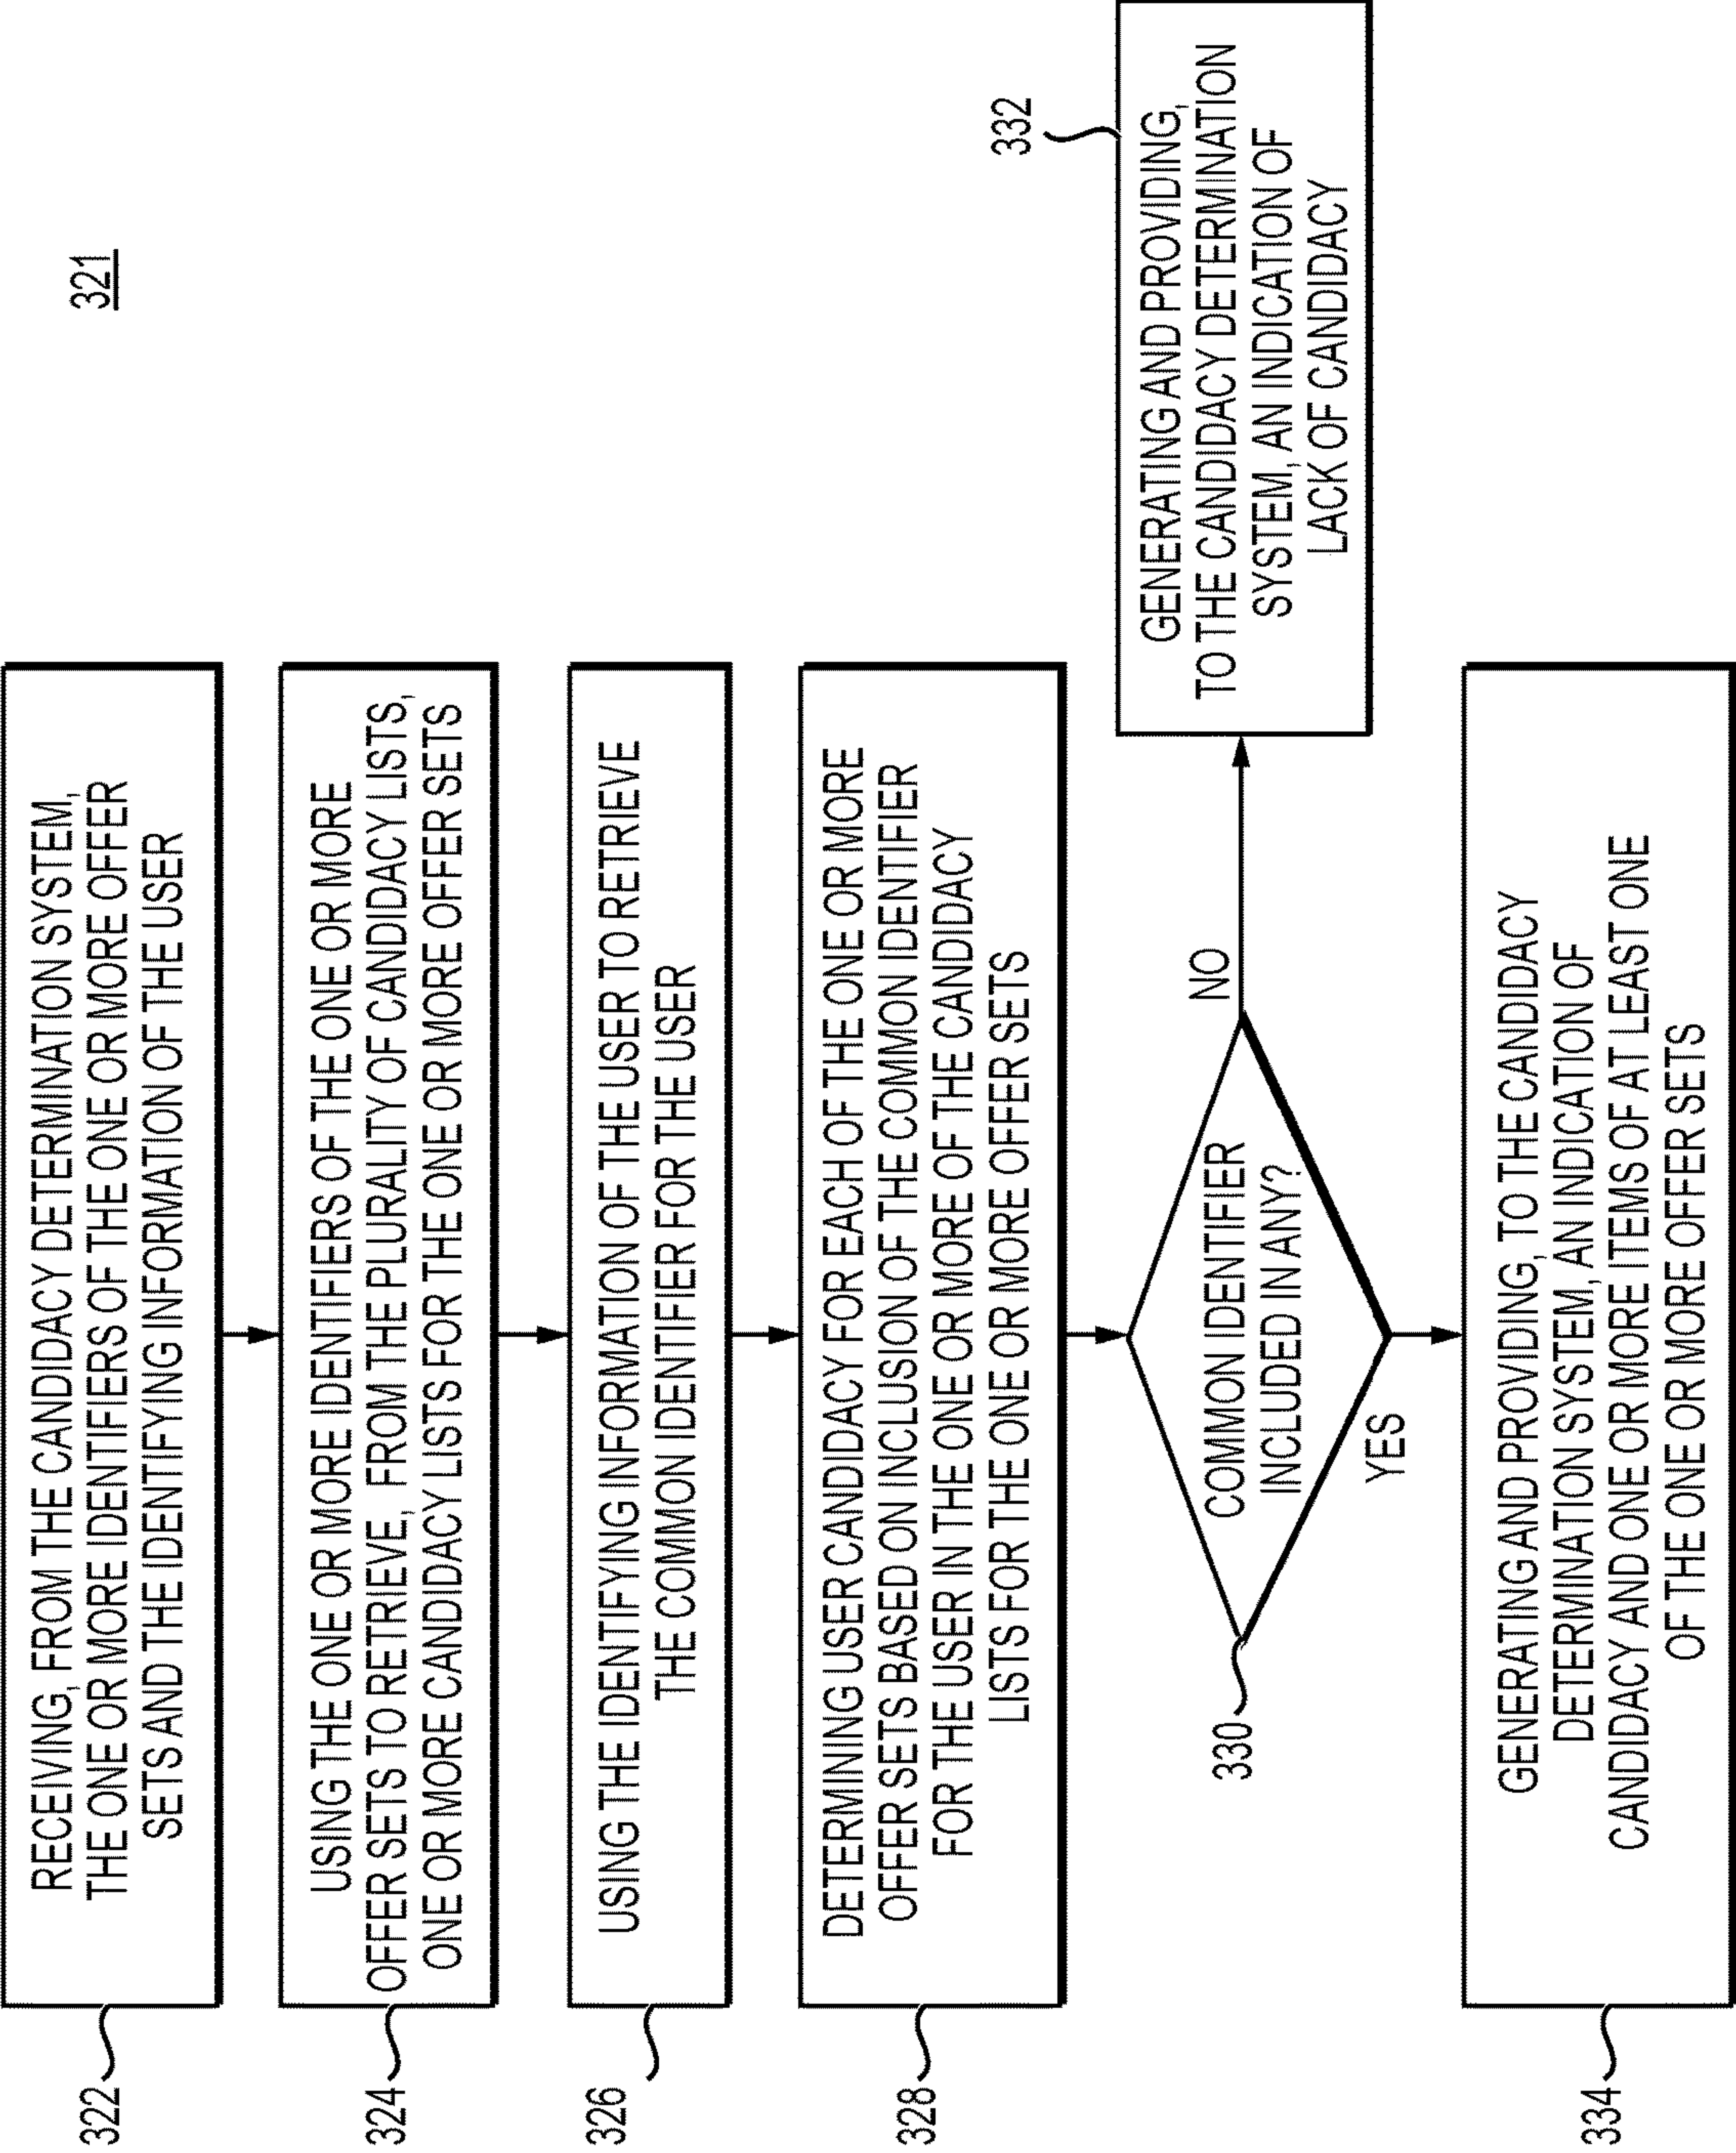 321
322
RECEIVING, FROM THE CANDIDACY DETERMINATION SYSTEM,
THE ONE OR MORE IDENTIFIERS OF THE ONE OR MORE OFFER
SETS AND THE IDENTIFYING INFORMATION OF THE USER
324
USING THE ONE OR MORE IDENTIFIERS OF THE ONE OR MORE
OFFER SETS TO RETRIEVE, FROM THE PLURALITY OF CANDIDACY LISTS,
ONE OR MORE CANDIDACY LISTS FOR THE ONE OR MORE OFFER SETS
326
USING THE IDENTIFYING INFORMATION OF THE USER TO RETRIEVE
THE COMMON IDENTIFIER FOR THE USER
328
DETERMINING USER CANDIDACY FOR EACH OF THE ONE OR MORE
OFFER SETS BASED ON INCLUSION OF THE COMMON IDENTIFIER
FOR THE USER IN THE ONE OR MORE OF THE CANDIDACY
LISTS FOR THE ONE OR MORE OFFER SETS
330
COMMON IDENTIFIER
INCLUDED IN ANY?
NO
YES
332
GENERATING AND PROVIDING,
TO THE CANDIDACY DETERMINATION
SYSTEM, AN INDICATION OF
LACK OF CANDIDACY
334
GENERATING AND PROVIDING, TO THE CANDIDACY
DETERMINATION SYSTEM, AN INDICATION OF
CANDIDACY AND ONE OR MORE ITEMS OF AT LEAST ONE
OF THE ONE OR MORE OFFER SETS